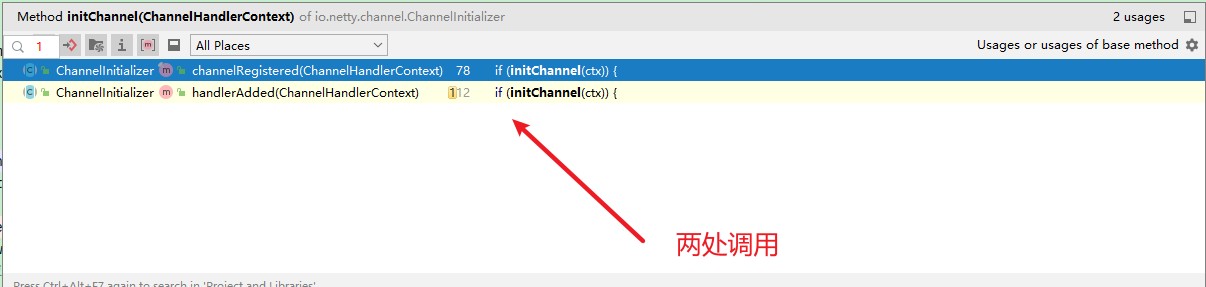 Method initChannel(ChannelHandlerContext) of io.netty.channel.ChannelInitializer 2 usages
1 All Places Usages or usages of base method
ChannelInitializer channelRegistered(ChannelHandlerContext) 78 if (initChannel(ctx)) {
ChannelInitializer handlerAdded(ChannelHandlerContext) 112 if (initChannel(ctx)) {
两处调用
Press Ctrl+Alt+F7 again to search in 'Project and Libraries'